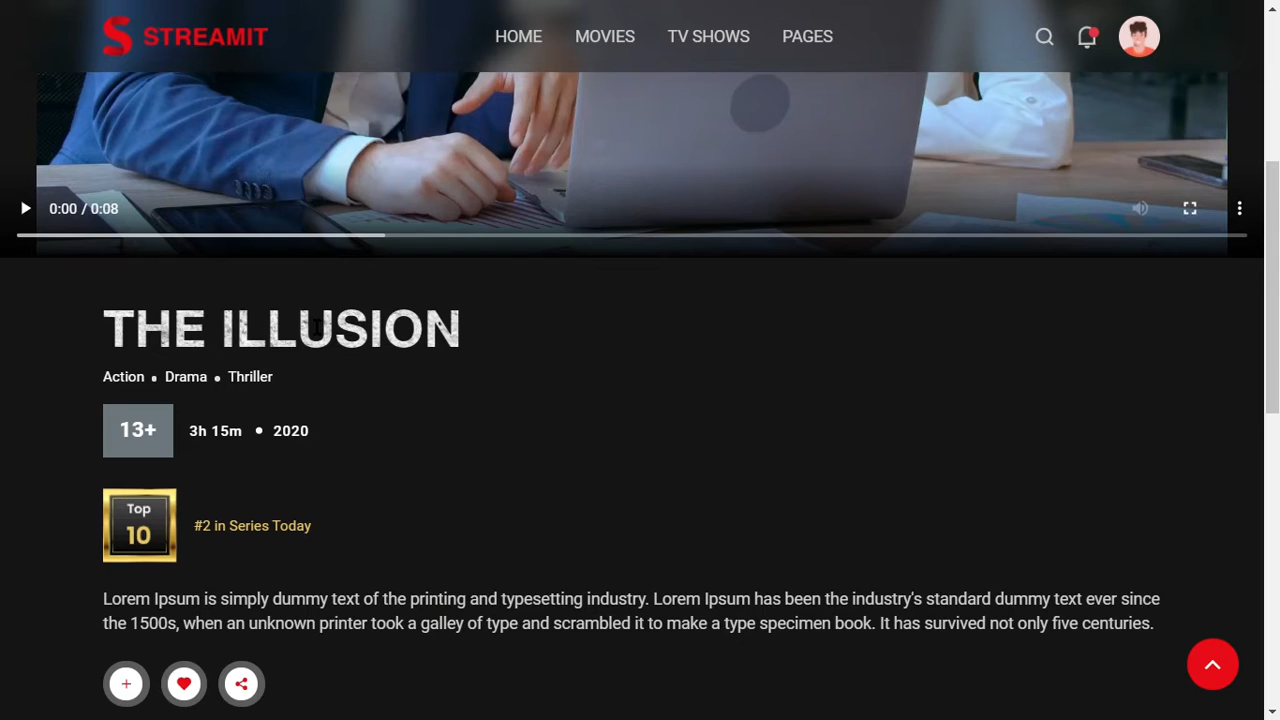 STREAMIT HOME MOVIES TV SHOWS PAGES
0:00 / 0:08
THE ILLUSION
Action Drama Thriller
13+ 3h 15m 2020
Top
10
#2 in Series Today
Lorem Ipsum is simply dummy text of the printing and typesetting industry. Lorem Ipsum has been the industry's standard dummy text ever since
the 1500s, when an unknown printer took a galley of type and scrambled it to make a type specimen book. It has survived not only five centuries.